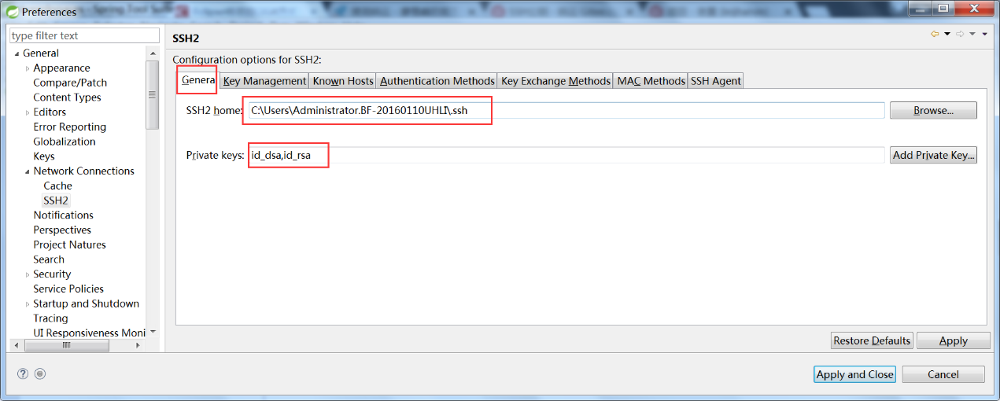 Preferences
type filter text
General
Appearance
Compare/Patch
Content Types
Editors
Error Reporting
Globalization
Keys
Network Connections
Cache
SSH2
Notifications
Perspectives
Project Natures
Search
Security
Service Policies
Startup and Shutdown
Tracing
UI Responsiveness Moni
SSH2
Configuration options for SSH2:
Genera Key Management Known Hosts Authentication Methods Key Exchange Methods MAC Methods SSH Agent
SSH2 home: C:\Users\Administrator.BF-20160110UHLI\.ssh Browse...
Private keys: id_dsa,id_rsa Add Private Key...
Restore Defaults Apply
Apply and Close Cancel